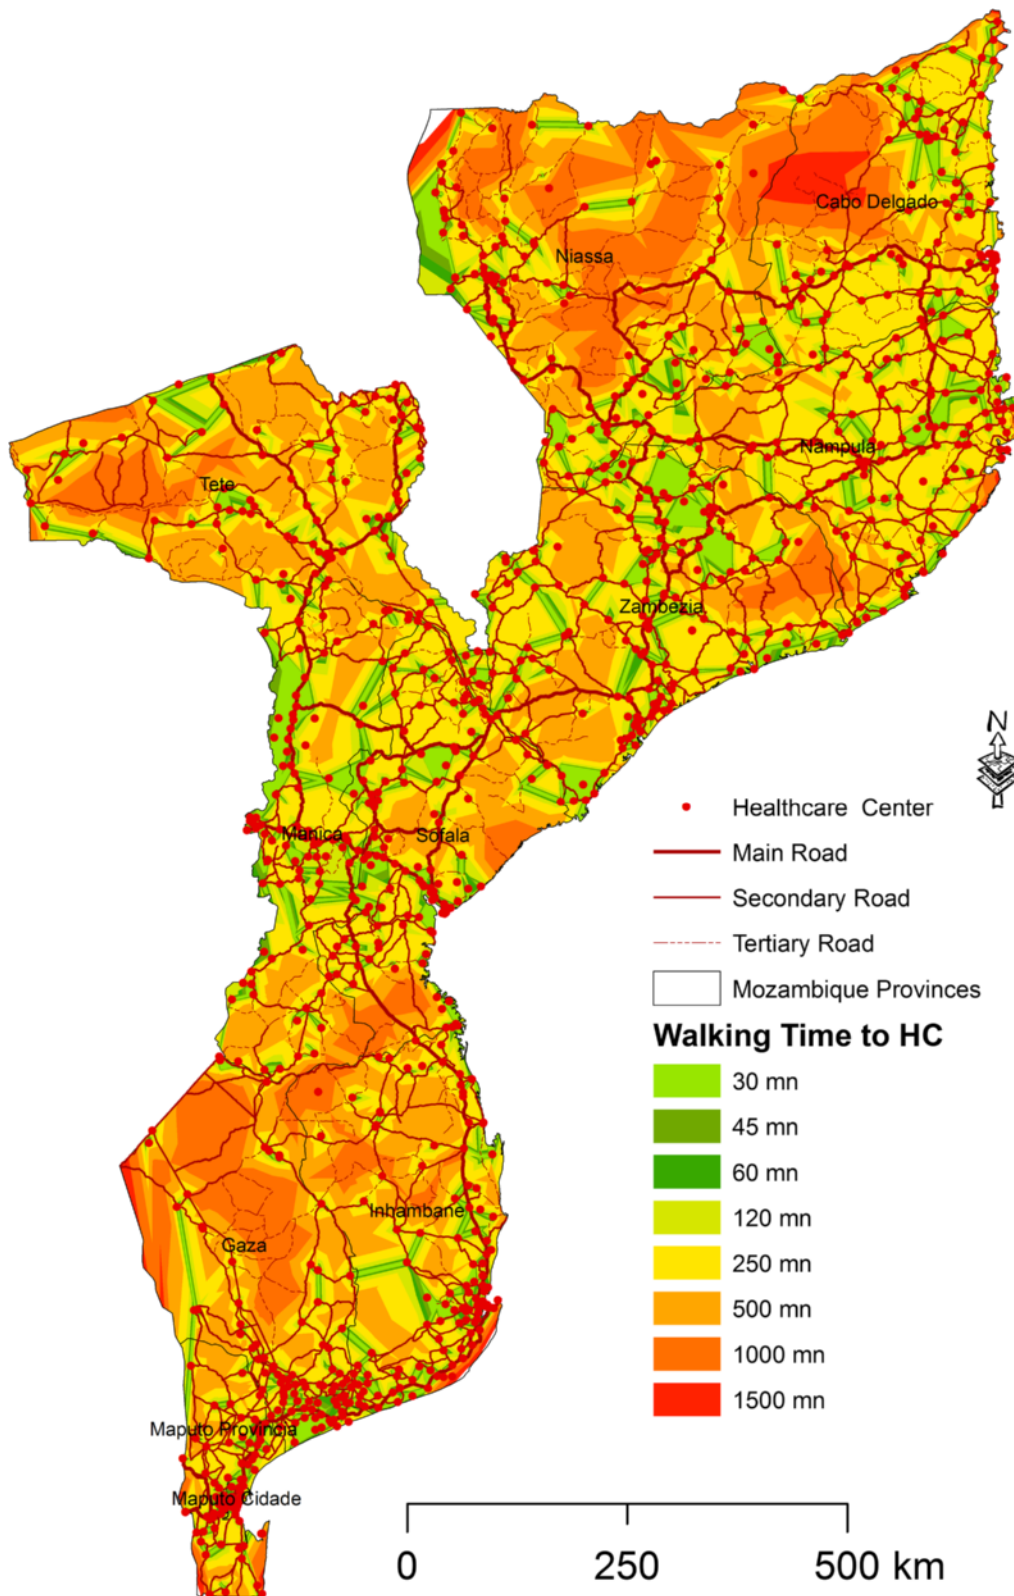 Cabo Delgado
Niassa
Nampula
Tete
Zambezia
N
Healthcare Center
Manica
Sofala
Main Road
Secondary Road
Tertiary Road
Mozambique Provinces
Walking Time to HC
30 mn
45 mn
60 mn
120 mn
Inhambane
250 mn
Gaza
500 mn
1000 mn
1500 mn
Maputo Provincia
Maputo Cidade
0 250 500 km